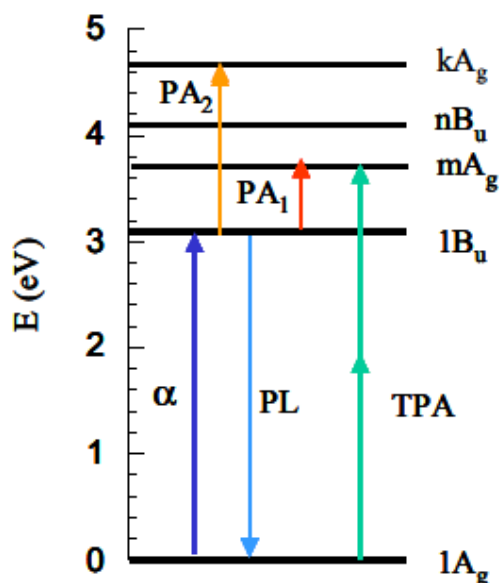 5
kA_g
PA_2
nB_u
4
mA_g
PA_1
3
1B_u
E (eV)
2
α
PL
TPA
1
0
1A_g